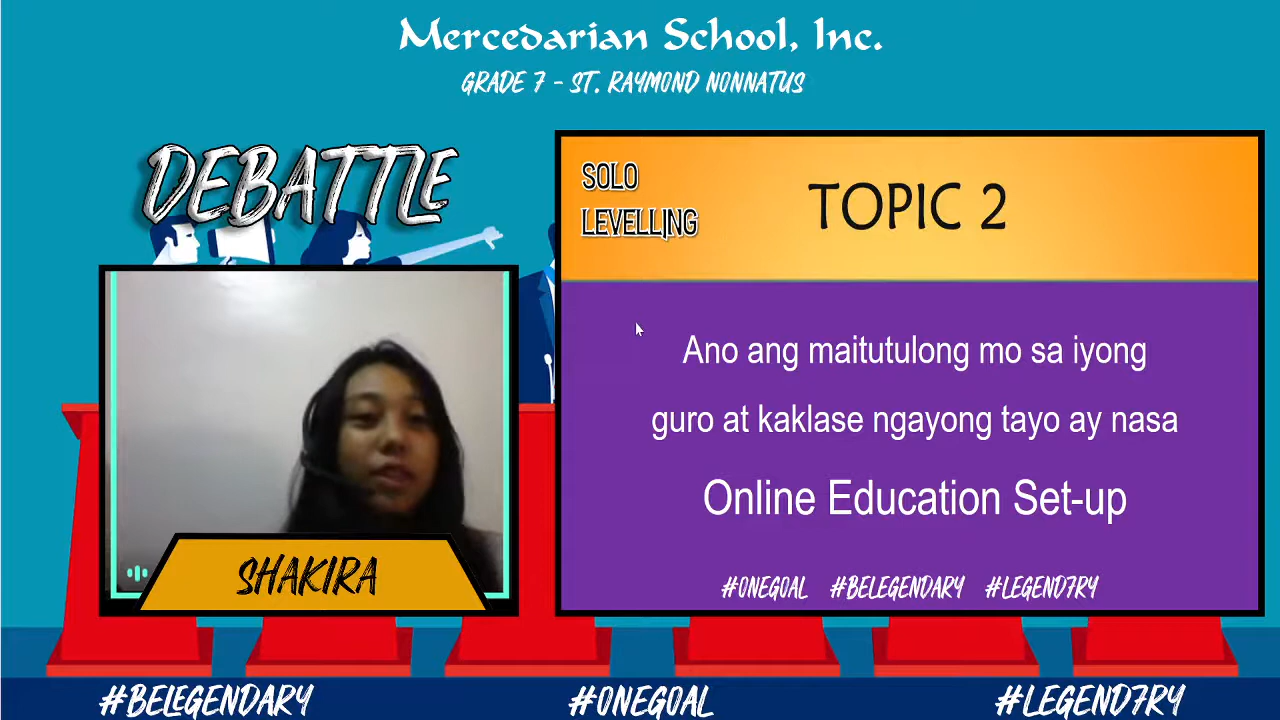 Mercedarian School, Inc.
GRADE 7 - ST. RAYMOND NONNATUS
DEBATTLE
SOLO
LEVELLING
TOPIC 2
Ano ang maitutulong mo sa iyong
guro at kaklase ngayong tayo ay nasa
Online Education Set-up
#ONEGOAL #BELEGENDARY #LEGEND7RY
SHAKIRA
#BELEGENDARY #ONEGOAL #LEGEND7RY